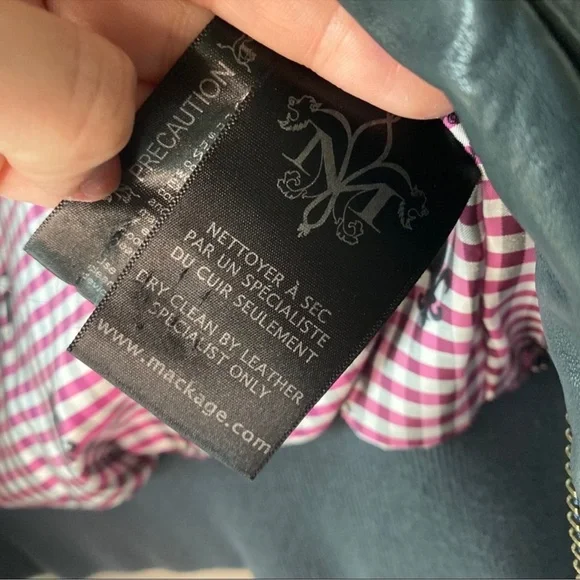 PRECAUTION
NETTOYER À SEC
PAR UN SPÉCIALISTE
DU CUIR SEULEMENT
DRY CLEAN BY LEATHER
SPECIALIST ONLY
www.mackage.com